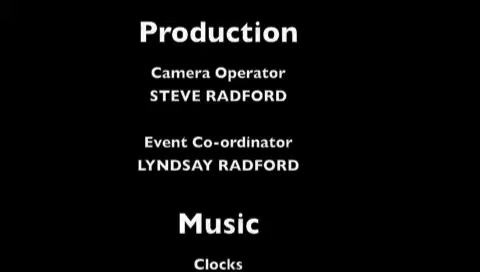 Production
Camera Operator
STEVE RADFORD
Event Co-ordinator
LYNDSAY RADFORD
Music
Clocks